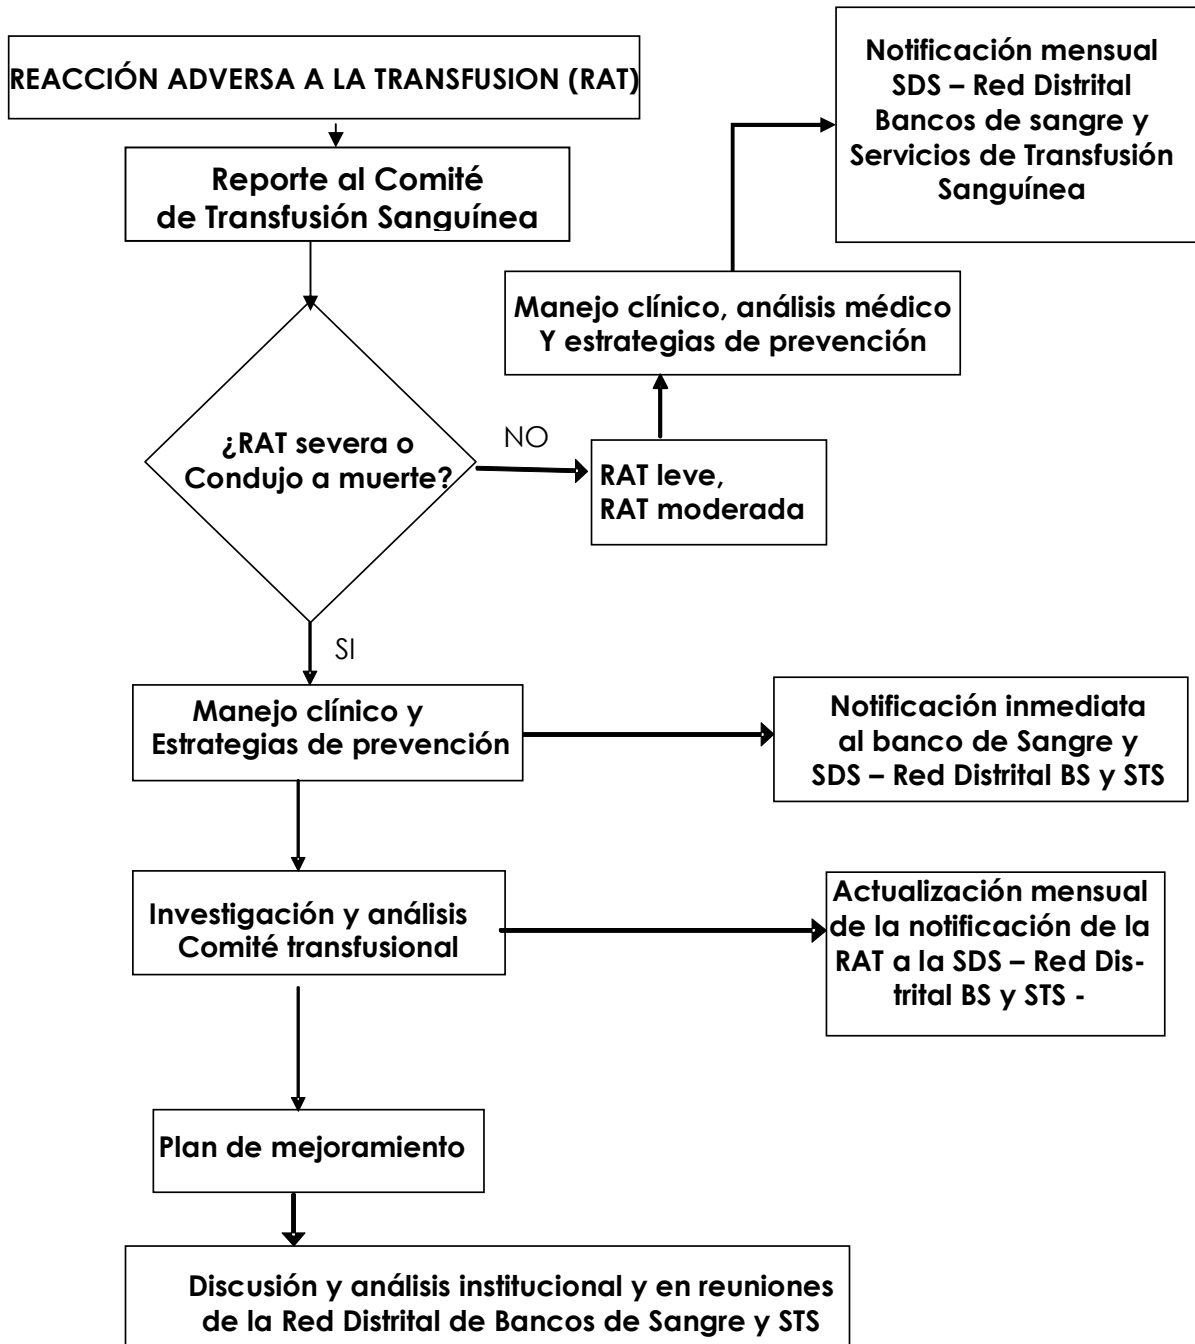 REACCIÓN ADVERSA A LA TRANSFUSION (RAT)
Reporte al Comité
de Transfusión Sanguínea
Notificación mensual
SDS – Red Distrital
Bancos de sangre y
Servicios de Transfusión
Sanguínea
Manejo clínico, análisis médico
Y estrategias de prevención
¿RAT severa o
Condujo a muerte?
NO
RAT leve,
RAT moderada
SI
Manejo clínico y
Estrategias de prevención
Notificación inmediata
al banco de Sangre y
SDS – Red Distrital BS y STS
Investigación y análisis
Comité transfusional
Actualización mensual
de la notificación de la
RAT a la SDS – Red Dis-
trital BS y STS -
Plan de mejoramiento
Discusión y análisis institucional y en reuniones
de la Red Distrital de Bancos de Sangre y STS